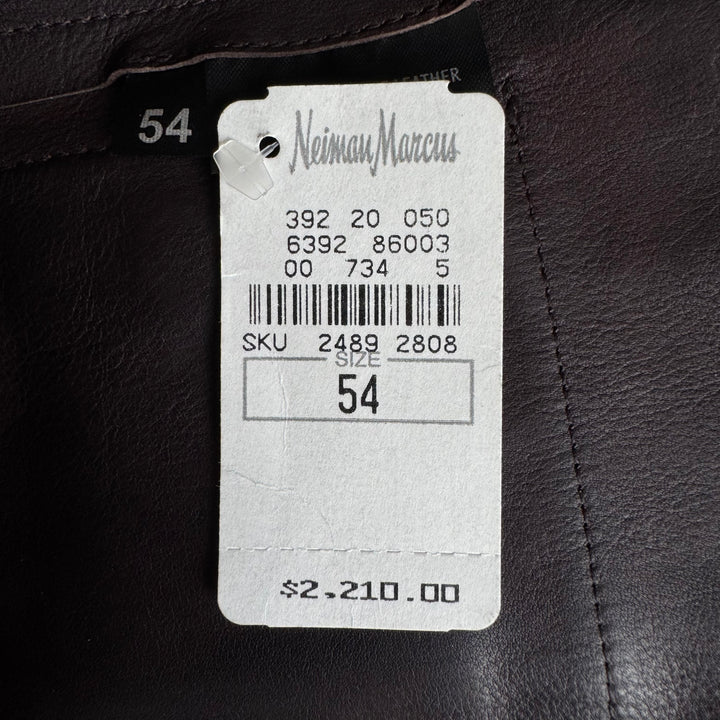 LEATHER
54
Neiman Marcus
392 20 050
6392 86003
00 734 5
SKU 2489 2808
SIZE
54
$2,210.00